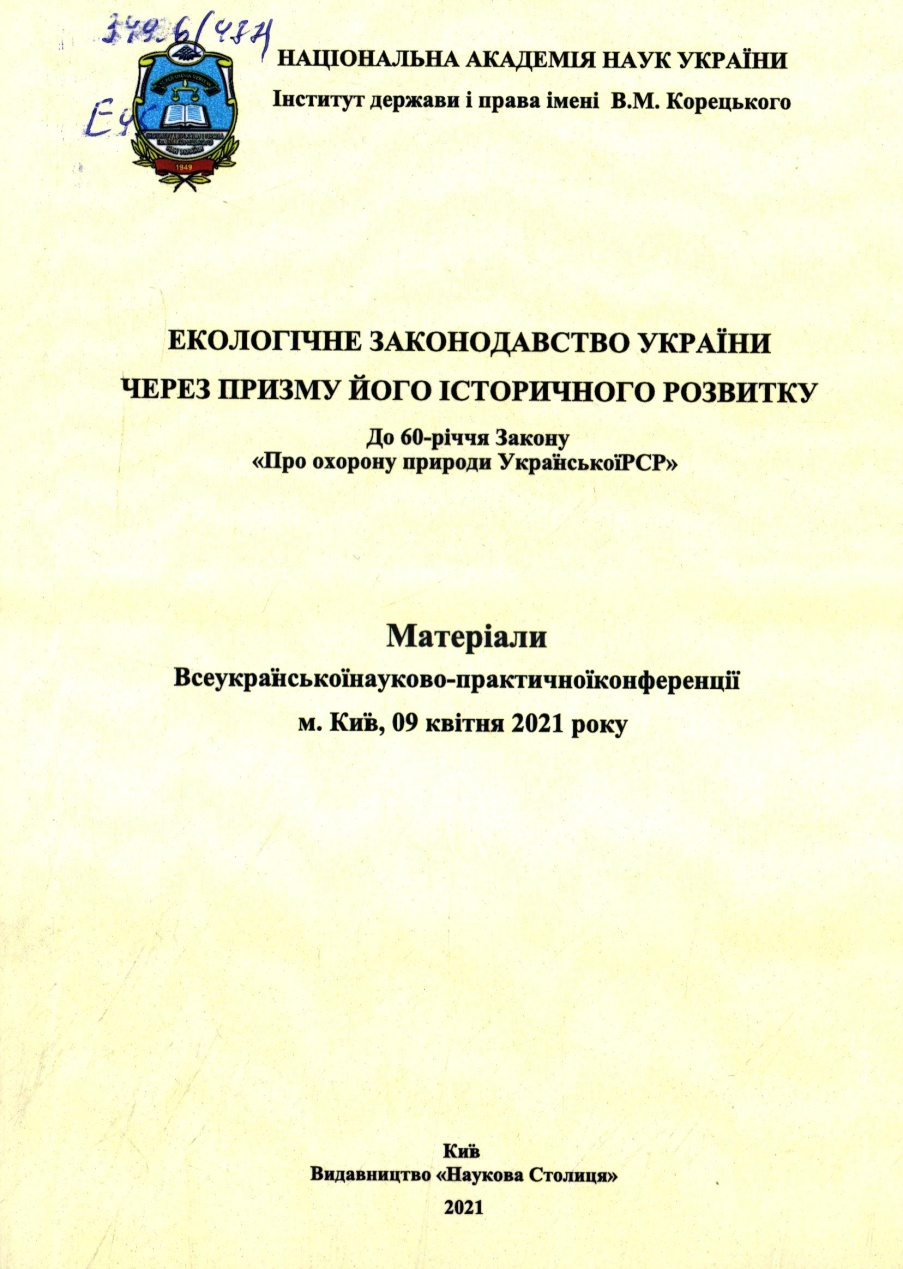 НАЦІОНАЛЬНА АКАДЕМІЯ НАУК УКРАЇНИ
Інститут держави і права імені В.М. Корецького
1949
ЕКОЛОГІЧНЕ ЗАКОНОДАВСТВО УКРАЇНИ
ЧЕРЕЗ ПРИЗМУ ЙОГО ІСТОРИЧНОГО РОЗВИТКУ
До 60-річчя Закону
«Про охорону природи УкраїнськоїРСР»
Матеріали
Всеукраїнськоїнауково-практичноїконференції
м. Київ, 09 квітня 2021 року
Київ
Видавництво «Наукова Столиця»
2021